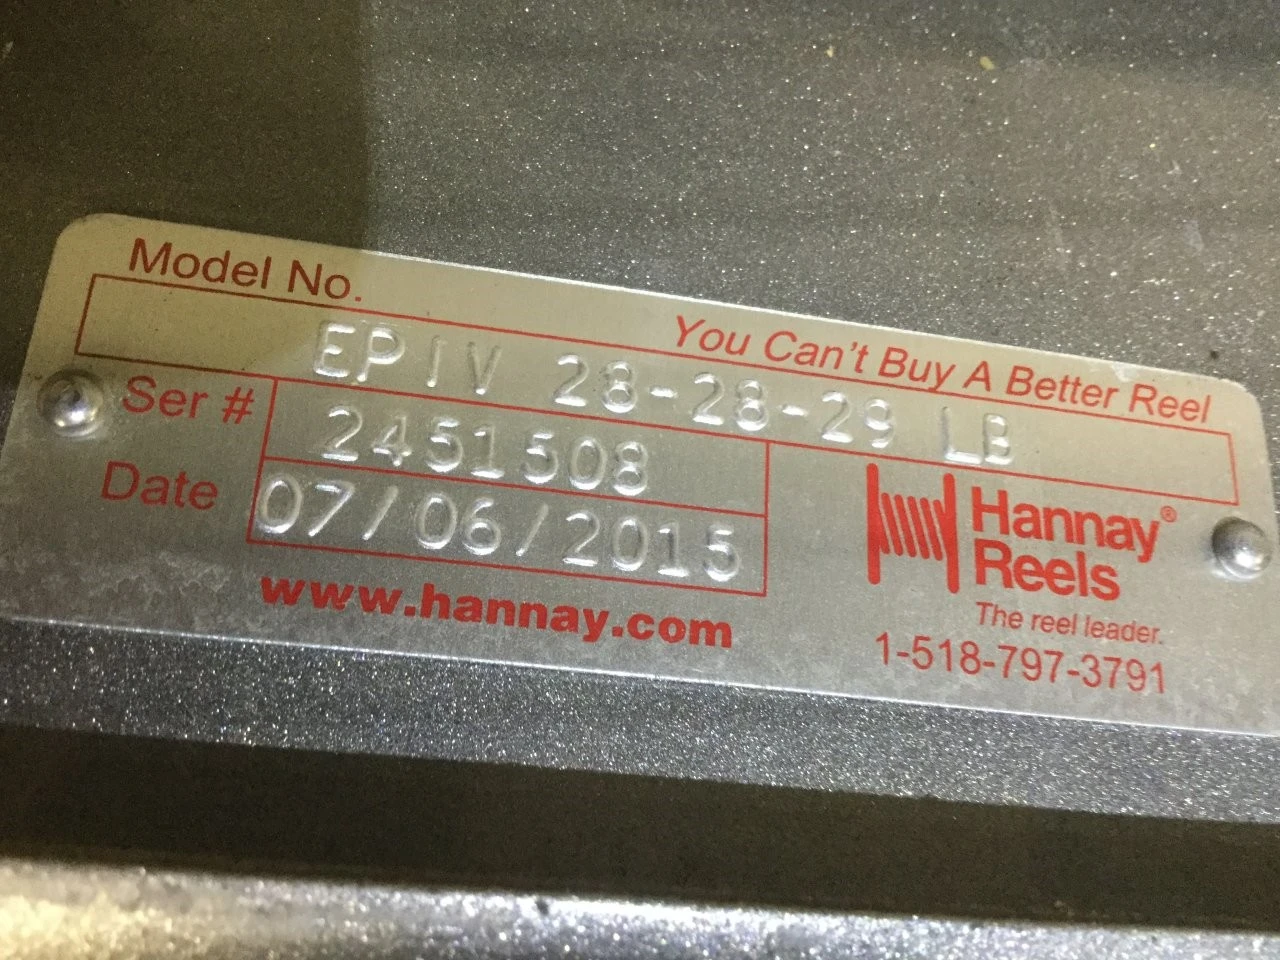 Model No.
You Can't Buy A Better Reel
EPIV 28-28-29 LB
Ser # 2451508
Date 07/06/2015
www.hannay.com
Hannay®
Reels
The reel leader.
1-518-797-3791